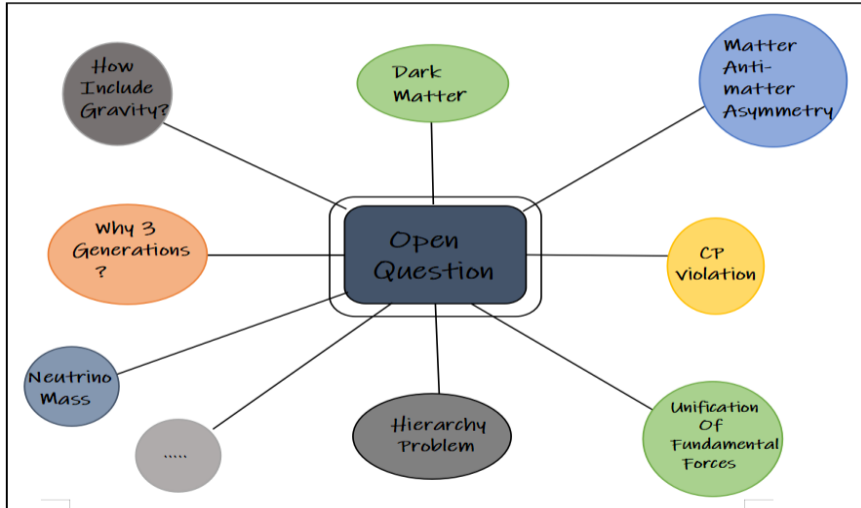 How
Include
Gravity?
Dark
Matter
Matter
Anti-
matter
Asymmetry
Why 3
Generations
?
Open
Question
CP
Violation
Neutrino
Mass
.....
Hierarchy
Problem
Unification
Of
Fundamental
Forces